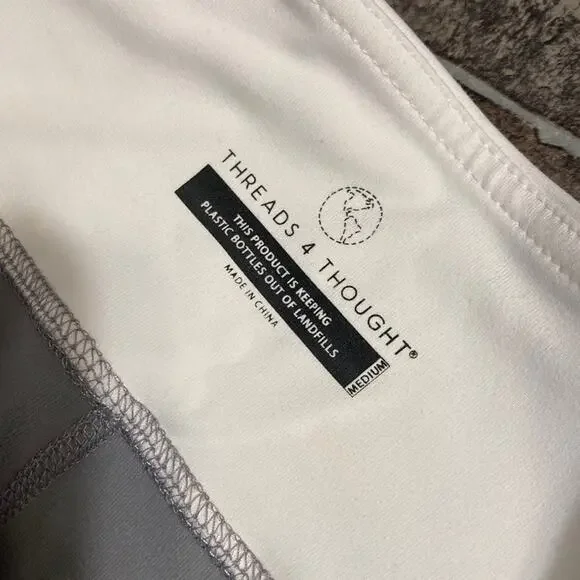 THREADS 4 THOUGHT®
THIS PRODUCT IS KEEPING
PLASTIC BOTTLES OUT OF LANDFILLS
MADE IN CHINA
MEDIUM